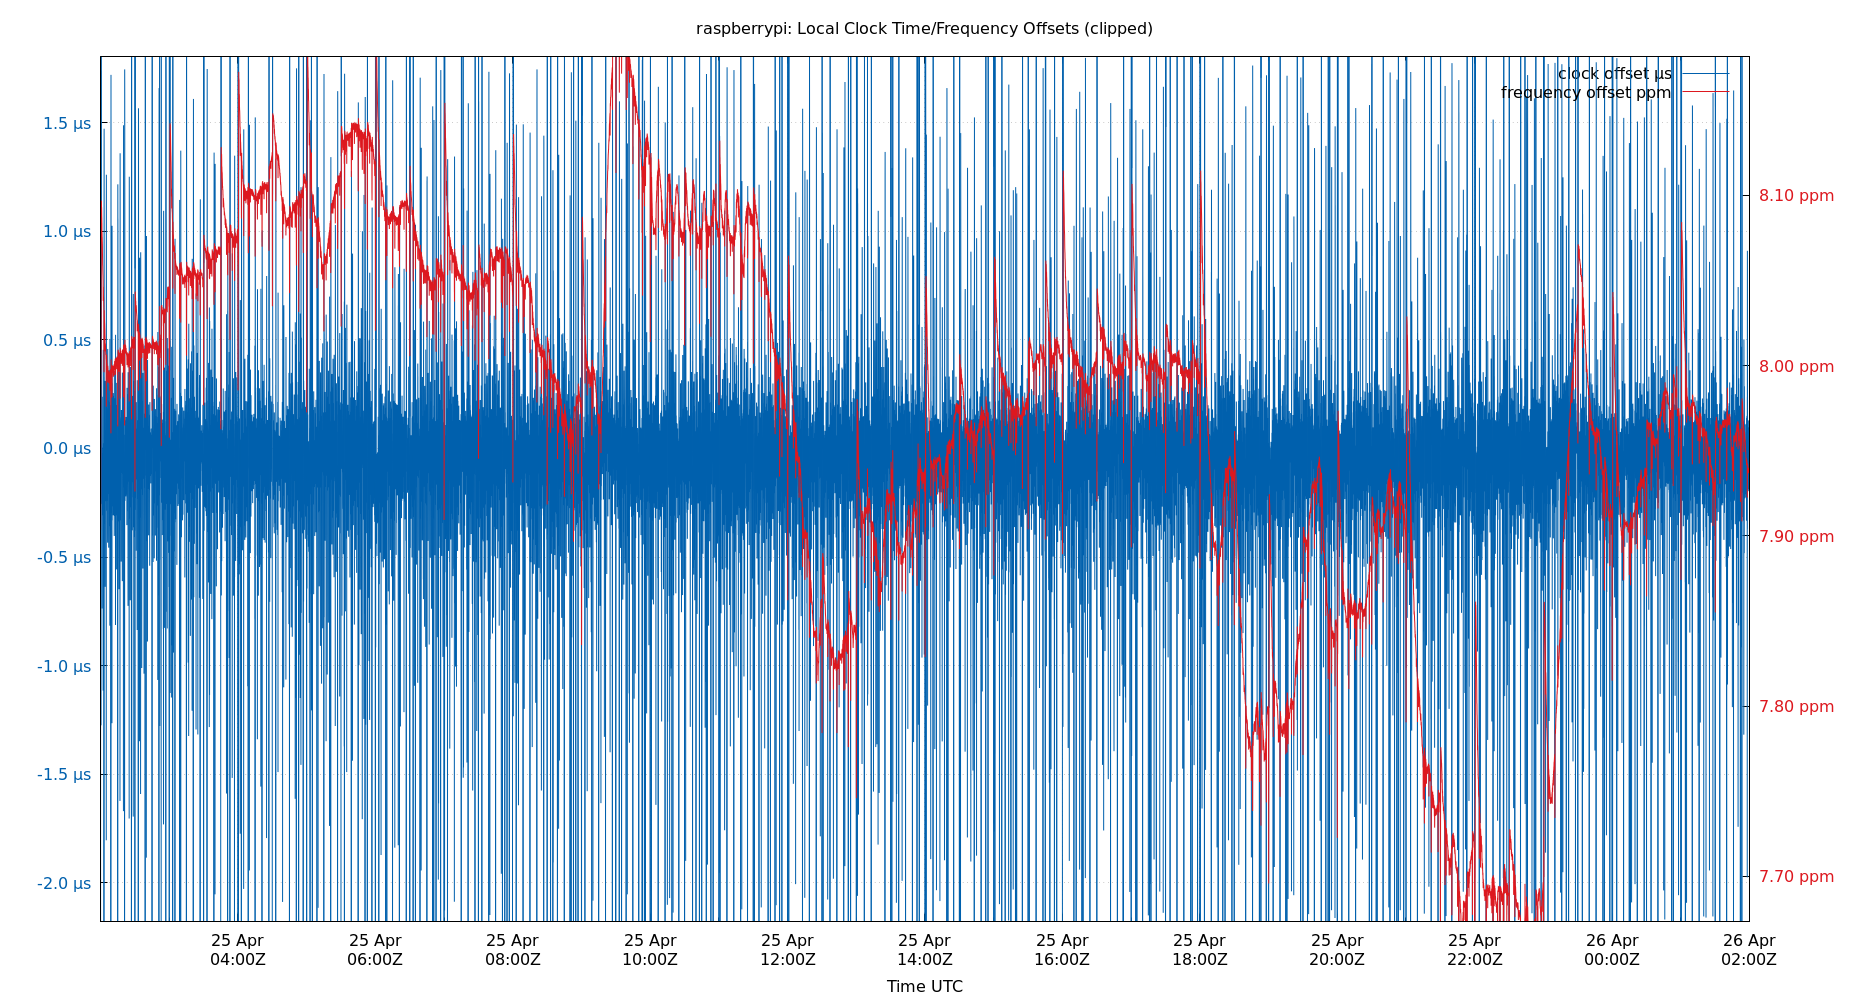 raspberrypi: Local Clock Time/Frequency Offsets (clipped)
clock offset µs
frequency offset ppm
1.5 µs
1.0 µs
0.5 µs
0.0 µs
-0.5 µs
-1.0 µs
-1.5 µs
-2.0 µs
8.10 ppm
8.00 ppm
7.90 ppm
7.80 ppm
7.70 ppm
25 Apr 25 Apr 25 Apr 25 Apr 25 Apr 25 Apr 25 Apr 25 Apr 25 Apr 25 Apr 26 Apr 26 Apr
04:00Z 06:00Z 08:00Z 10:00Z 12:00Z 14:00Z 16:00Z 18:00Z 20:00Z 22:00Z 00:00Z 02:00Z
Time UTC